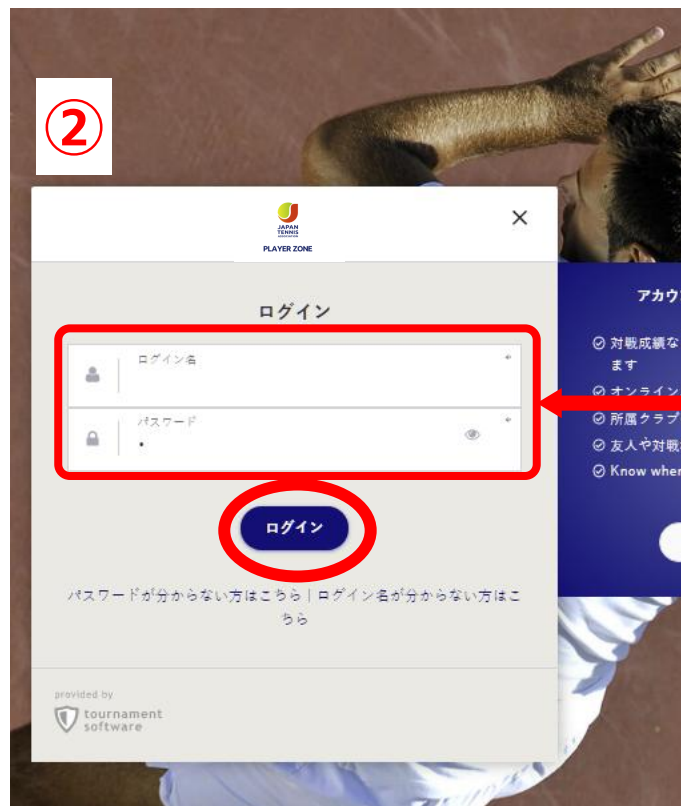 ②
JAPAN
TENNIS
ASSOCIATION
PLAYER ZONE
ログイン
ログイン名
パスワード
ログイン
パスワードが分からない方はこちら | ログイン名が分からない方はこ
ちら
provided by
tournament
software
アカウ
対戦成績な
ます
オンライン
所属クラブ
友人や対戦
Know wher